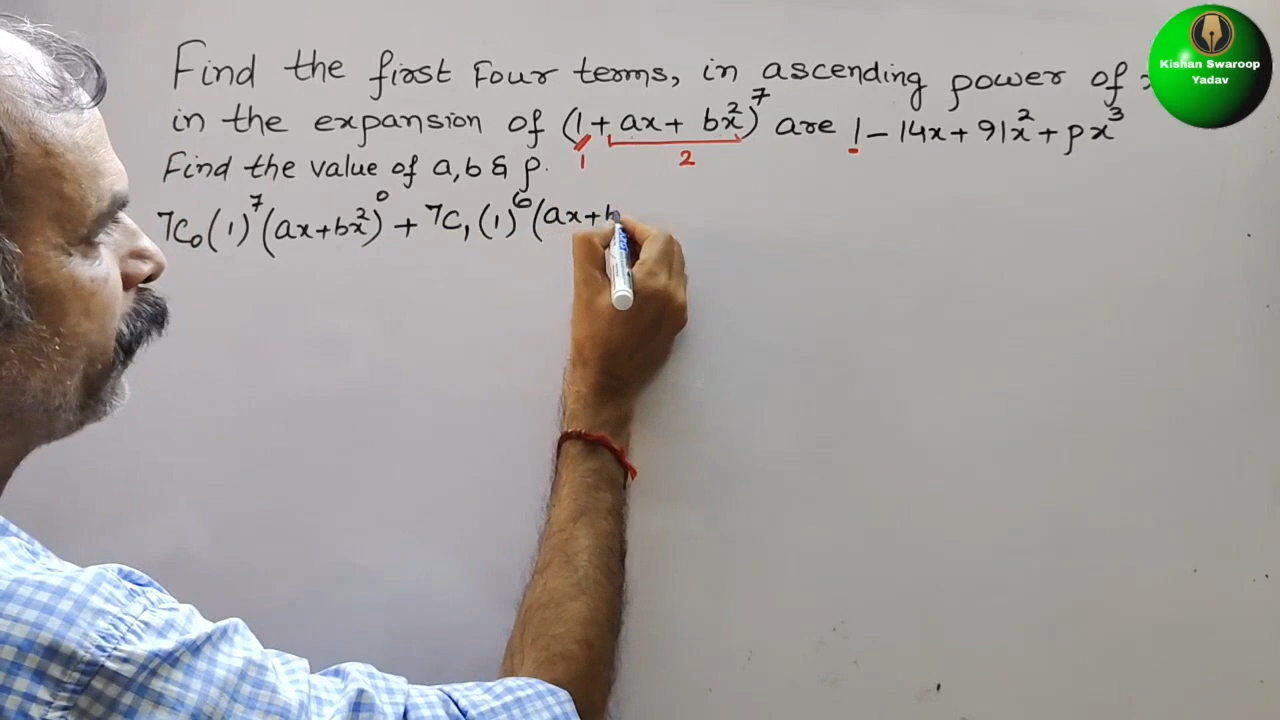 Find the first Four terms, in ascending power of
in the expansion of (1 + ax + bx²)⁷ are 1 - 14x + 91x² + px³
1 2
Find the value of a, b & p.
7C₀ (1)⁷ (ax+bx²)⁰ + 7C₁ (1)⁶ (ax+b
Kishan Swaroop
Yadav